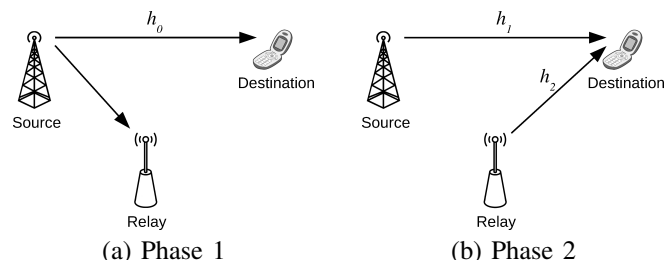 h0
Source
Destination
Relay
(a) Phase 1
h1
h2
Source
Destination
Relay
(b) Phase 2